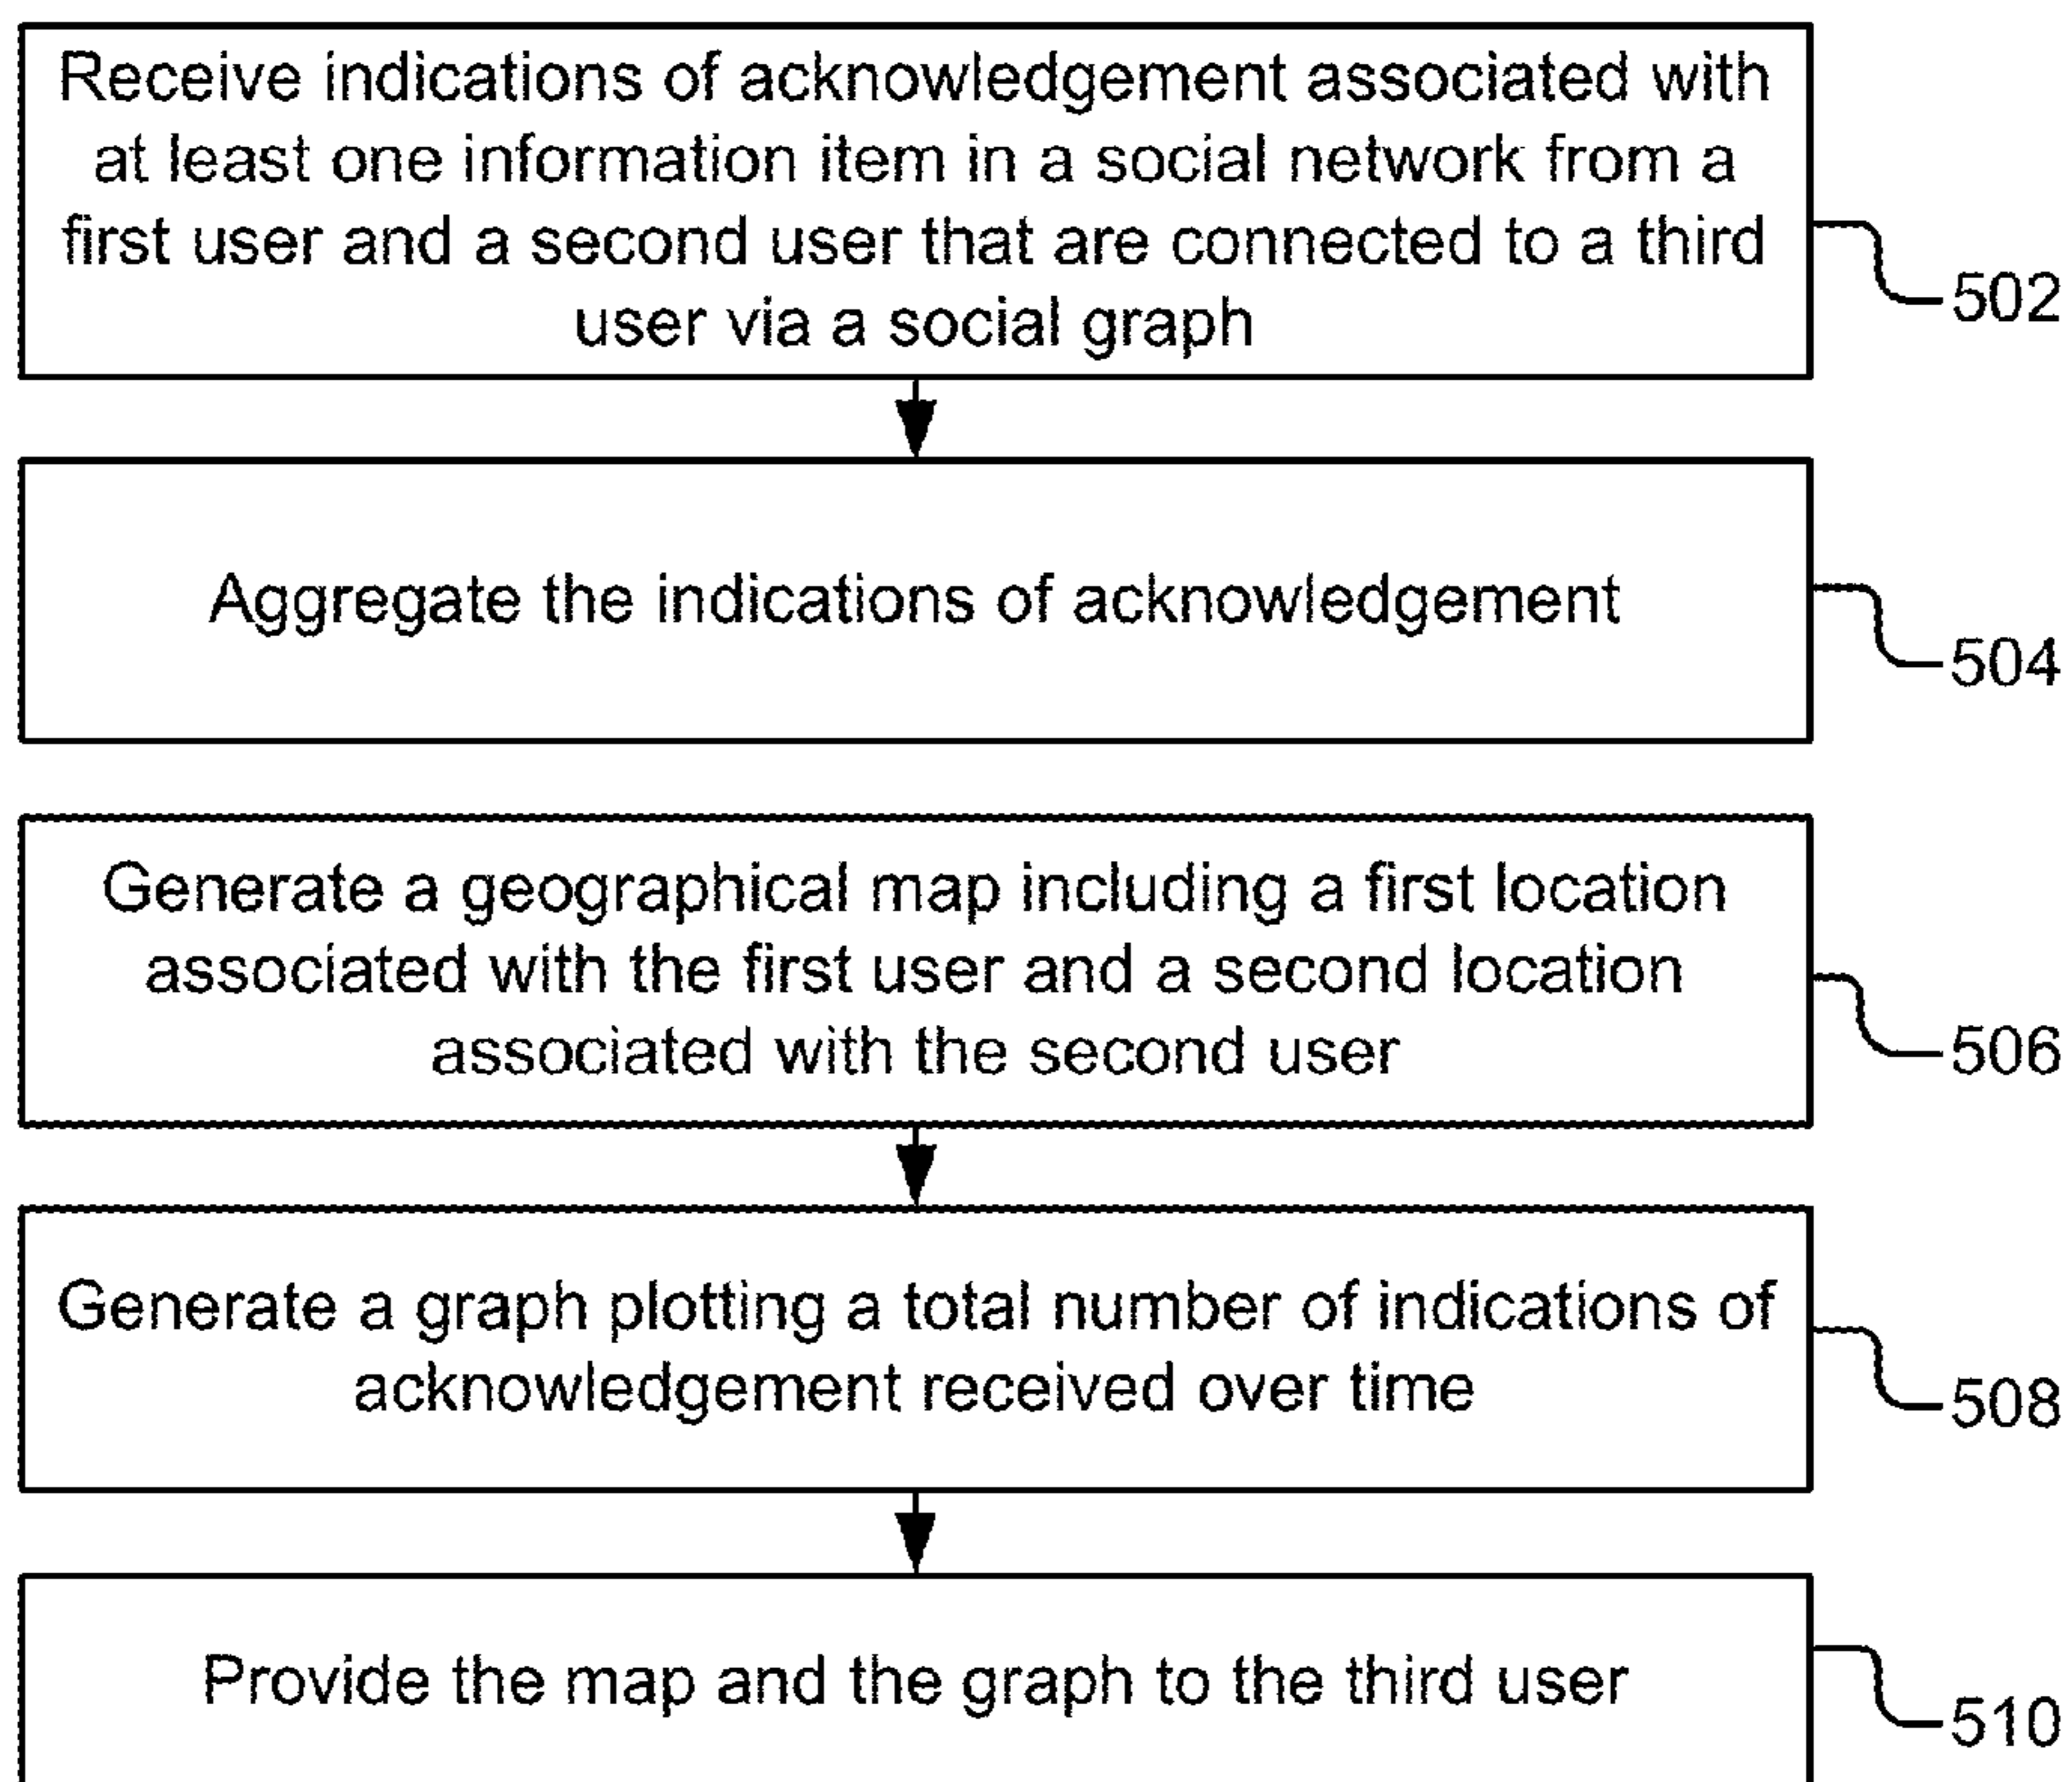 Receive indications of acknowledgement associated with
at least one information item in a social network from a
first user and a second user that are connected to a third
user via a social graph
502
Aggregate the indications of acknowledgement
504
Generate a geographical map including a first location
associated with the first user and a second location
associated with the second user
506
Generate a graph plotting a total number of indications of
acknowledgement received over time
508
Provide the map and the graph to the third user
510